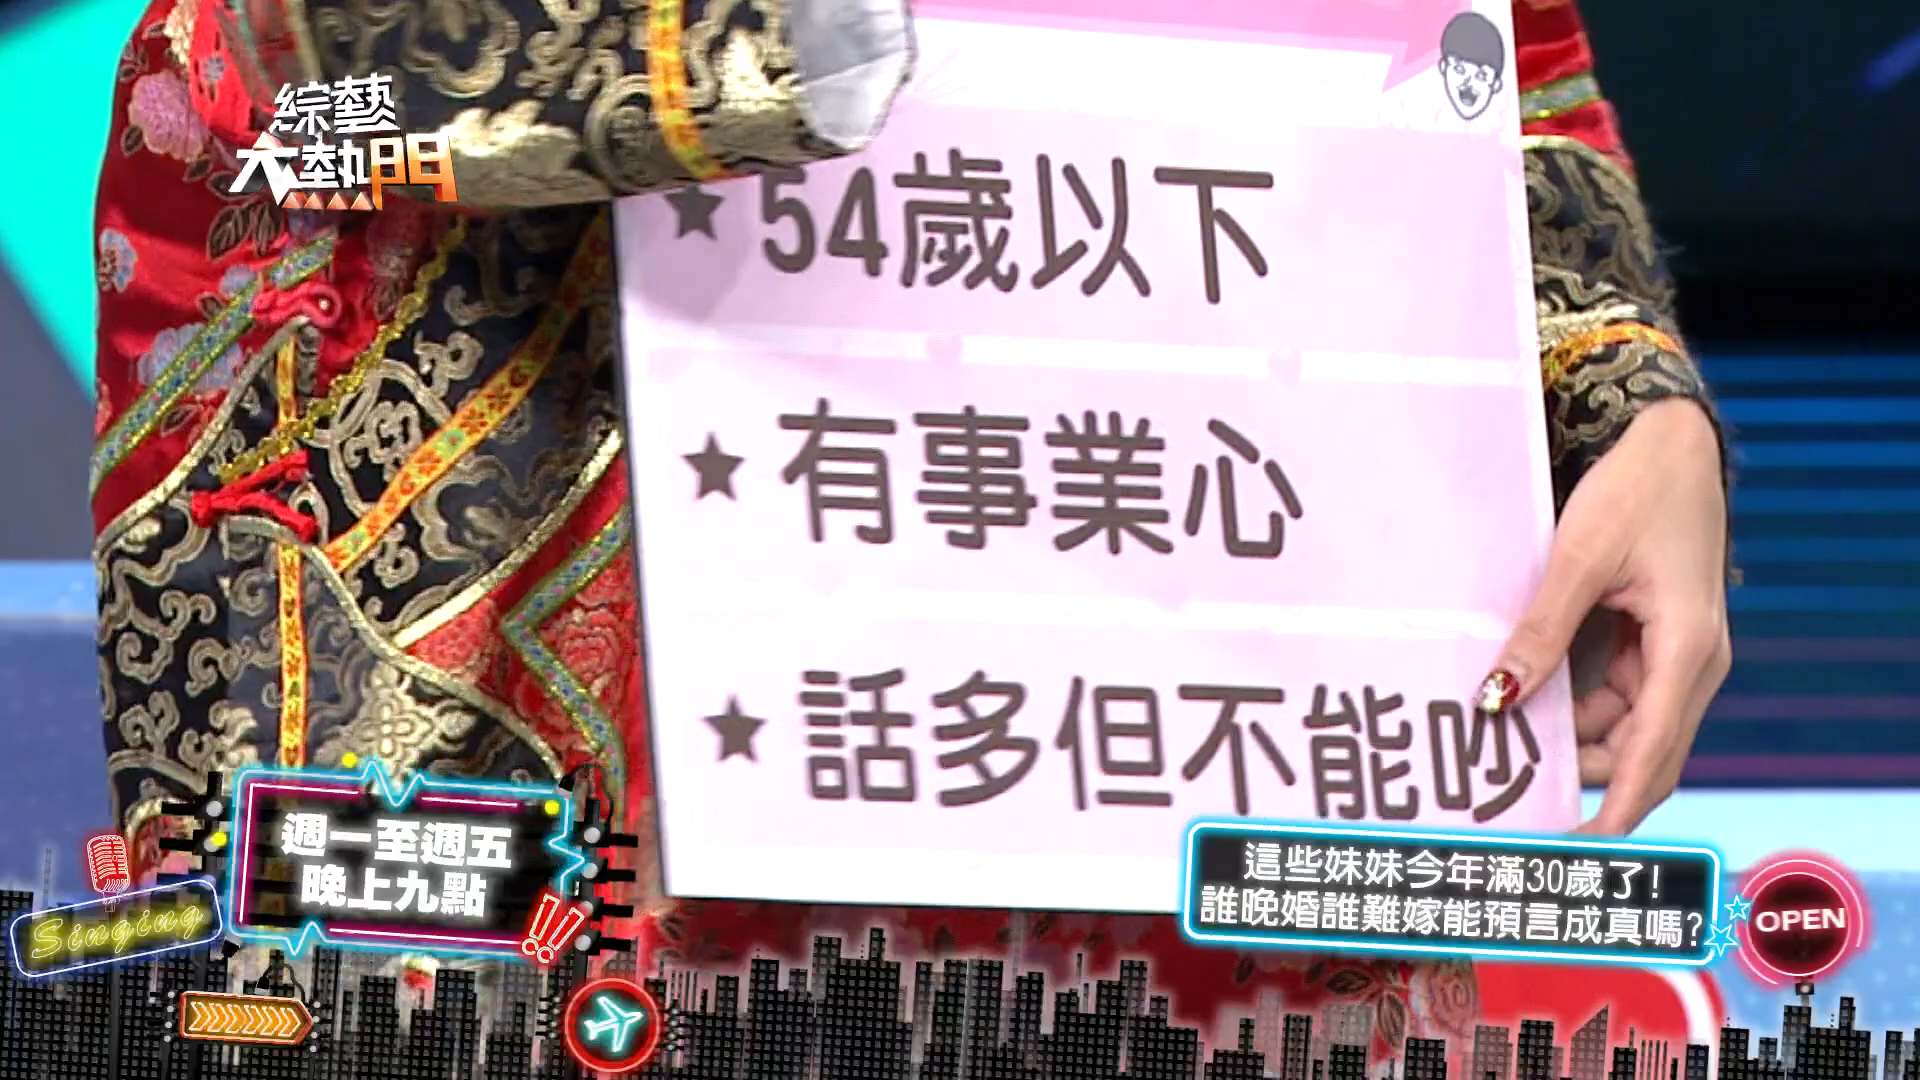 綜藝
大熱門
★54歲以下
★有事業心
★話多但不能吵
週一至週五
晚上九點
!!
Singing
這些妹妹今年滿30歲了!
誰晚婚誰難嫁能預言成真嗎?
OPEN